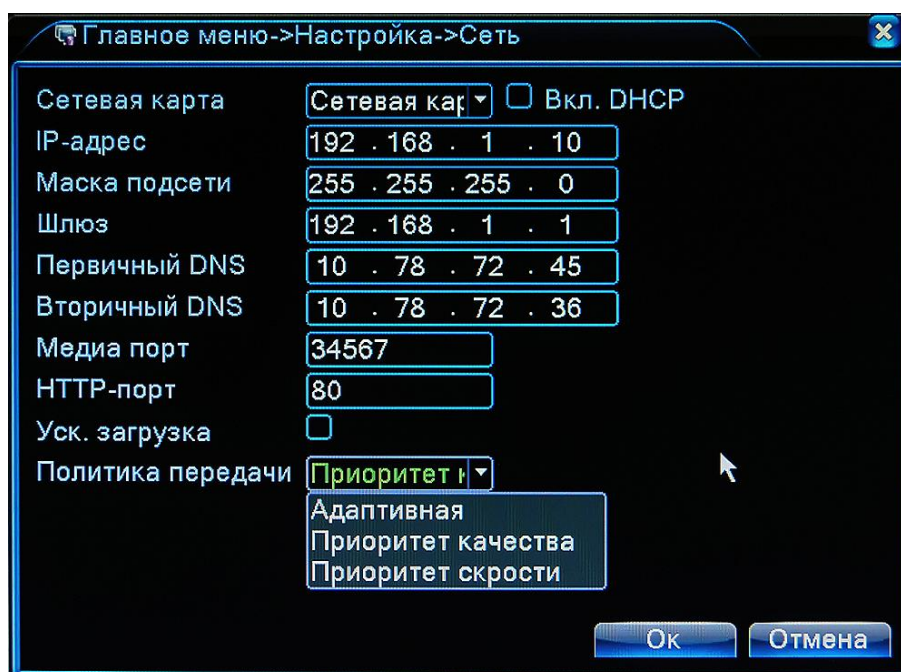 Главное меню->Настройка->Сеть
Сетевая карта Сетевая кар Вкл. DHCP
IP-адрес 192 . 168 . 1 . 10
Маска подсети 255 . 255 . 255 . 0
Шлюз 192 . 168 . 1 . 1
Первичный DNS 10 . 78 . 72 . 45
Вторичный DNS 10 . 78 . 72 . 36
Медиа порт 34567
HTTP-порт 80
Уск. загрузка
Политика передачи Приоритет
Адаптивная
Приоритет качества
Приоритет скрости
Ок Отмена